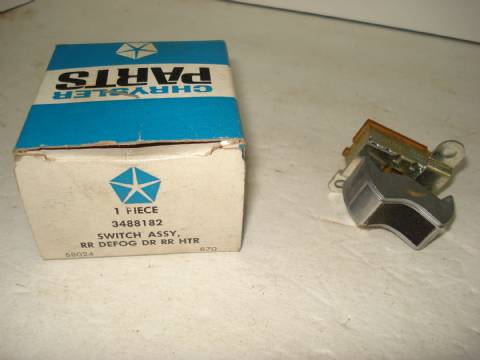 CHRYSLER
PARTS
1 PIECE
3488182
SWITCH ASSY,
RR DEFOG DR RR HTR
58024 670